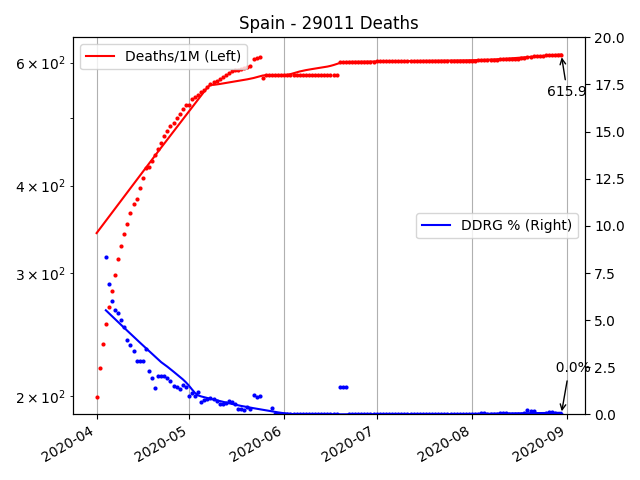 Spain - 29011 Deaths
Deaths/1M (Left)
DDRG % (Right)
615.9
0.0%
6 × 10²
4 × 10²
3 × 10²
2 × 10²
20.0
17.5
15.0
12.5
10.0
7.5
5.0
2.5
0.0
2020-04
2020-05
2020-06
2020-07
2020-08
2020-09